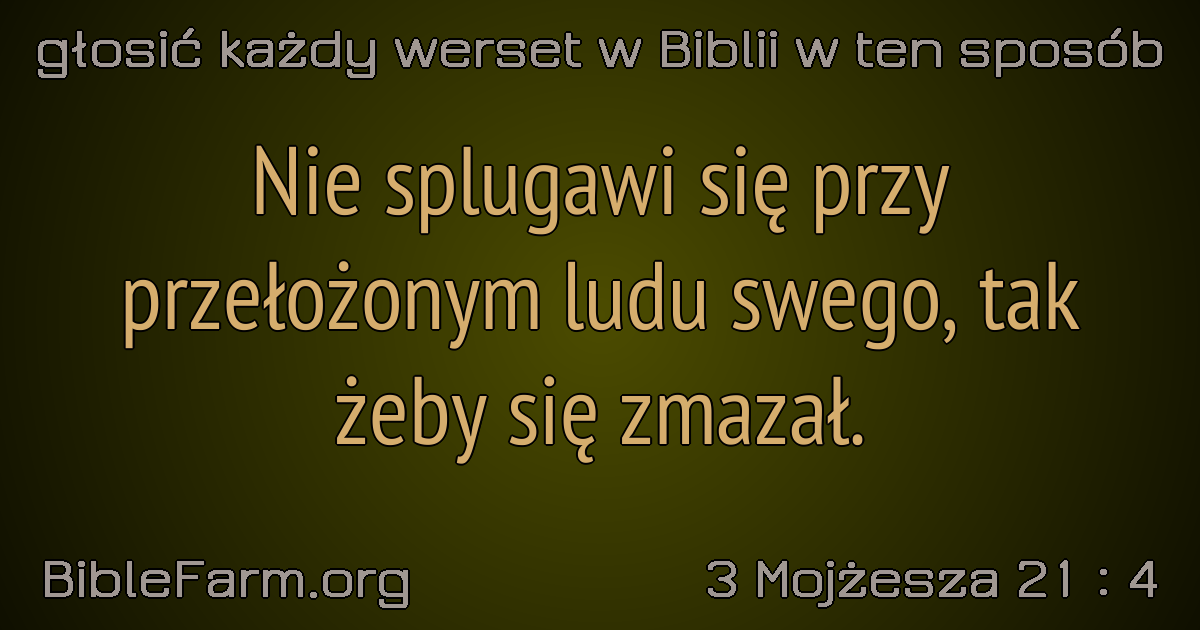 głosić każdy werset w Biblii w ten sposób
Nie splugawi się przy
przełożonym ludu swego, tak
żeby się zmazał.
BibleFarm.org
3 Mojżesza 21 : 4